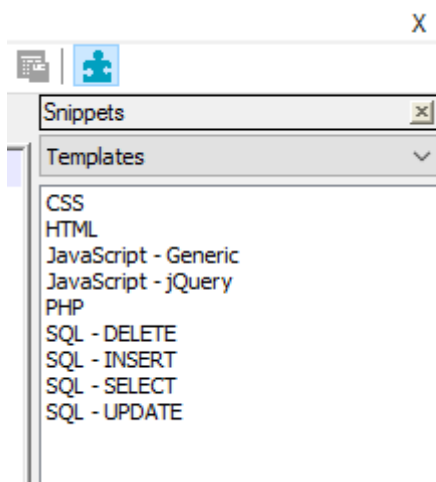 X
Snippets
Templates
CSS
HTML
JavaScript - Generic
JavaScript - jQuery
PHP
SQL - DELETE
SQL - INSERT
SQL - SELECT
SQL - UPDATE